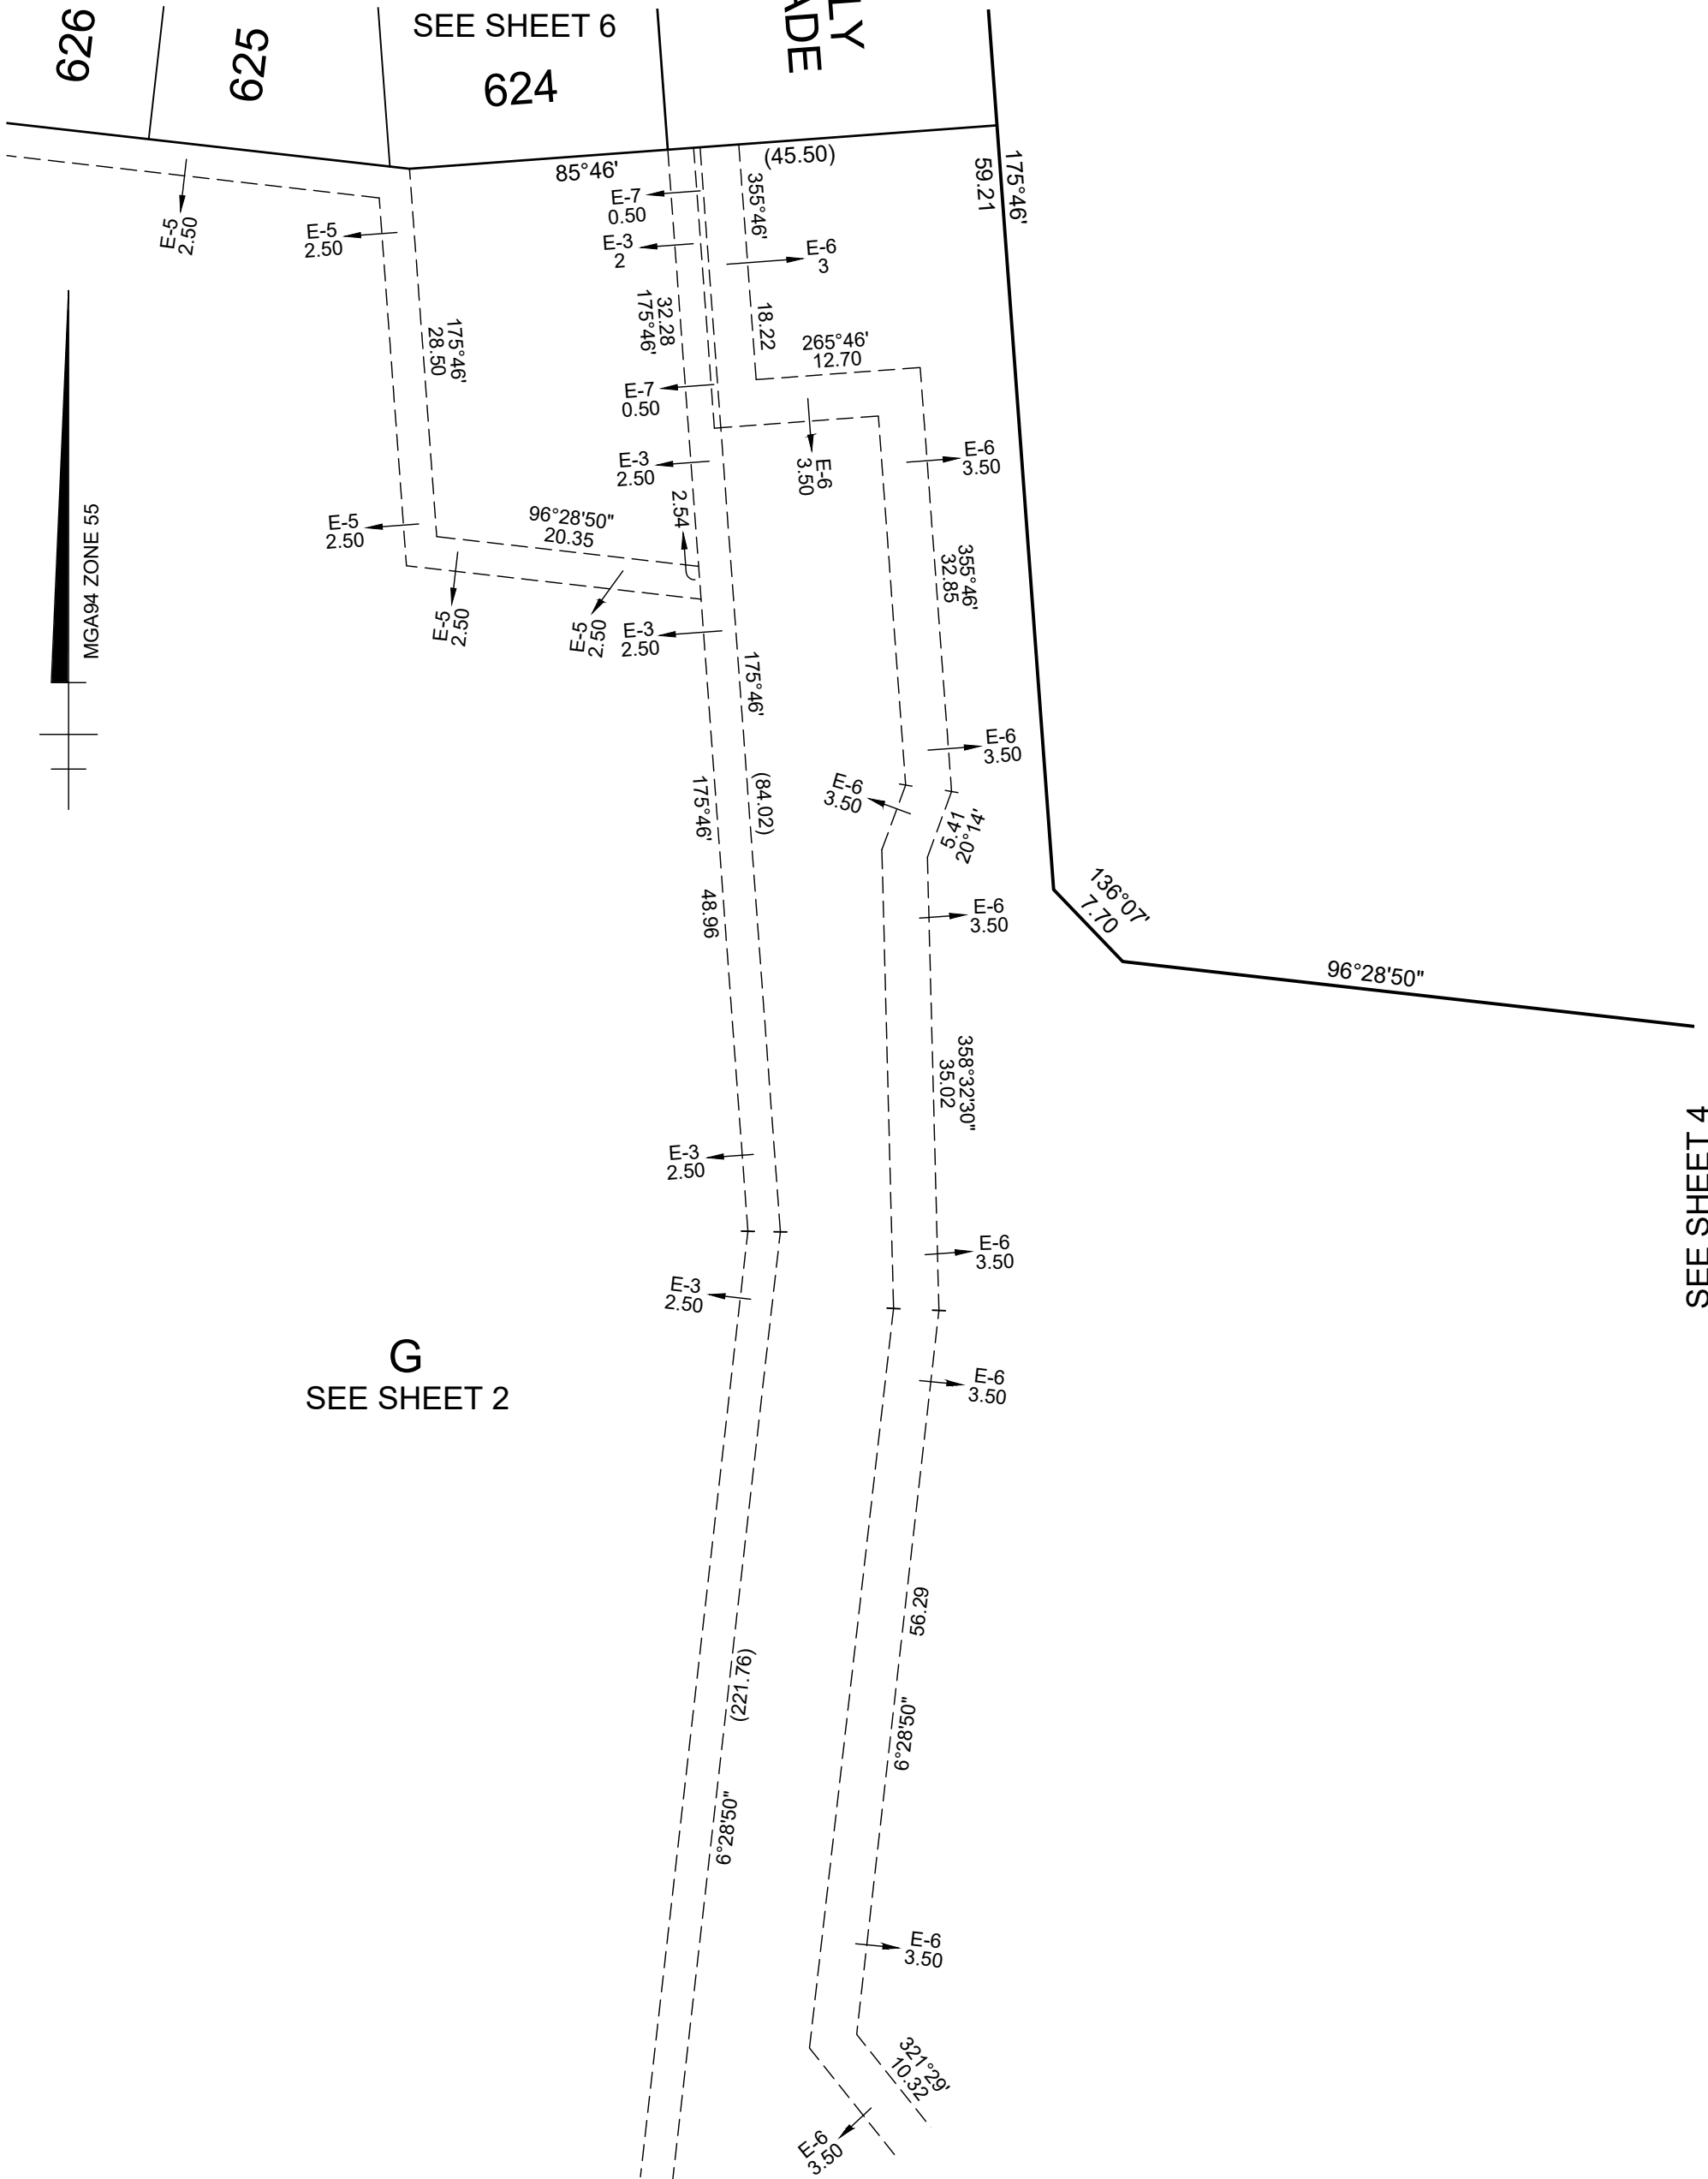 626
625
SEE SHEET 6
624
LY
ADE
85°46'
(45.50)
175°46'
59.21
E-5
2.50
E-5
2.50
E-7
0.50
E-3
2
355°46'
18.22
E-6
3
32.28
175°46'
175°46'
28.50
265°46'
12.70
E-7
0.50
E-3
2.50
E-6
3.50
E-6
3.50
2.54
96°28'50"
20.35
E-5
2.50
MGA94 ZONE 55
E-5
2.50
E-5
2.50
E-3
2.50
355°46'
32.85
175°46'
(84.02)
175°46'
48.96
E-6
3.50
E-6
3.50
5.41
20°14'
E-6
3.50
136°07'
7.70
96°28'50"
358°32'30"
35.02
SEE SHEET 4
E-3
2.50
E-6
3.50
E-3
2.50
G
SEE SHEET 2
E-6
3.50
56.29
6°28'50"
(221.76)
6°28'50"
E-6
3.50
321°29'
10.32
E-6
3.50